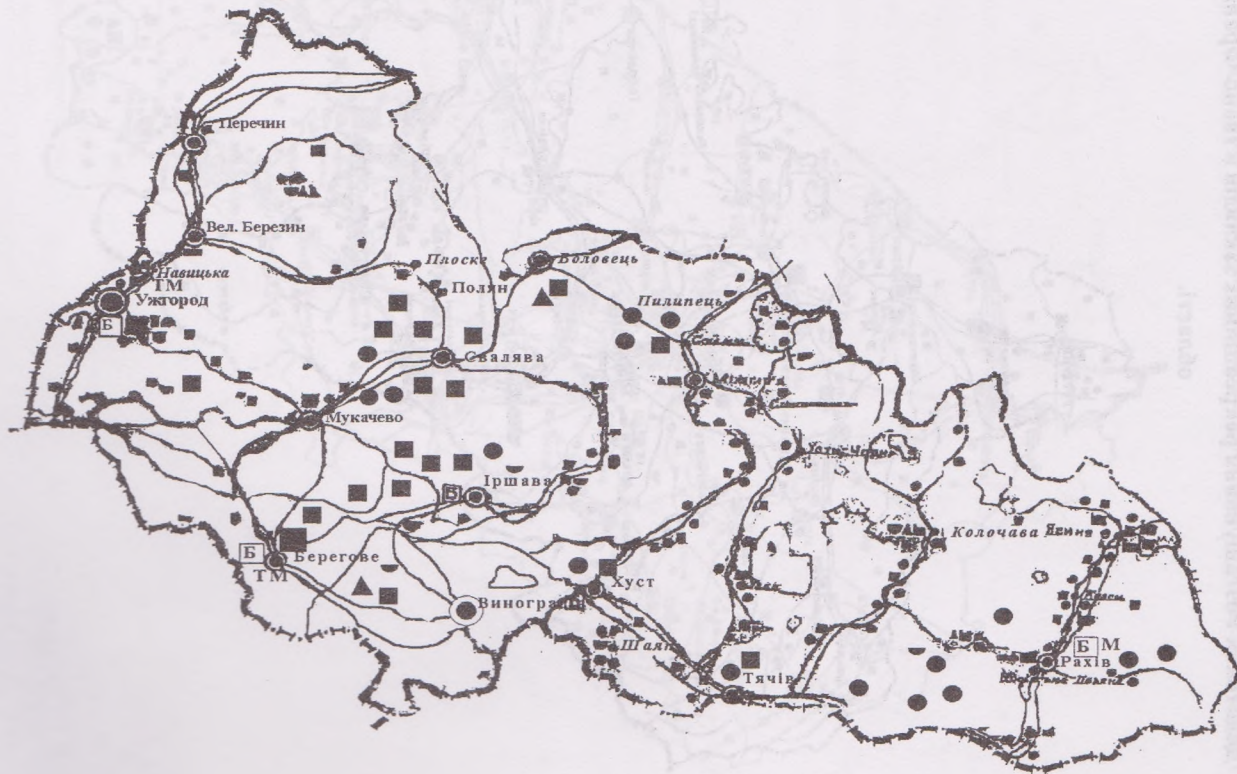 Перечин
Вел. Березин
Навицька
ТМ
Ужгород
Б
Плоске
Полян
Воловець
Пилипець
Свалява
Мукачево
Іршава
Б
Б
Берегове
ТМ
Виноградів
Хуст
Шаян
Тячів
Колочава
Б М
Рахів